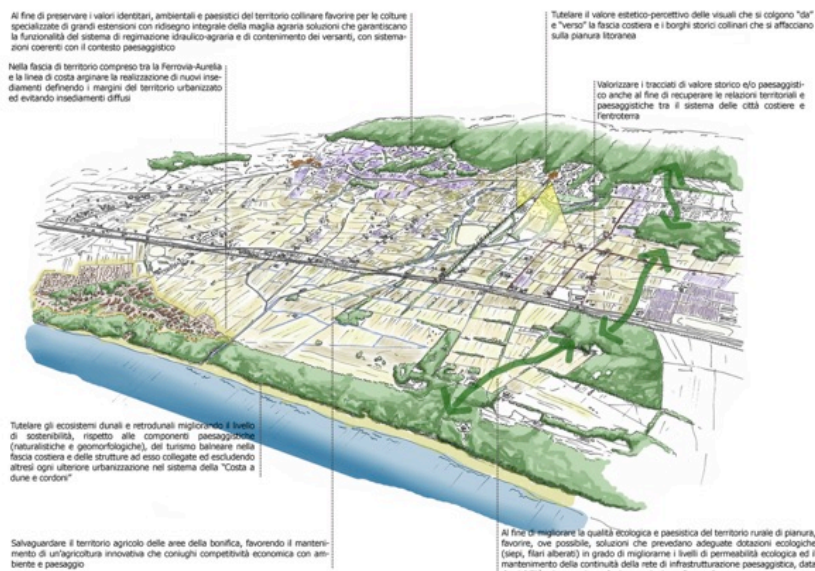 Al fine di preservare i valori identitari, ambientali e paesistici del territorio collinare favorire per le colture
specializzate di grandi estensioni con ridisegno integrale della maglia agraria soluzioni che garantiscano
la funzionalità del sistema di regimazione idraulico-agraria e di contenimento dei versanti, con sistema-
zioni coerenti con il contesto paesaggistico
Tutelare il valore estetico-percettivo delle visuali che si colgono "da"
e "verso" la fascia costiera e i borghi storici collinari che si affacciano
sulla pianura litoranea
Nella fascia di territorio compreso tra la Ferrovia-Aurelia
e la linea di costa arginare la realizzazione di nuovi inse-
diamenti definendo i margini del territorio urbanizzato
ed evitando insediamenti diffusi
Valorizzare i tracciati di valore storico e/o paesaggisti-
co anche al fine di recuperare le relazioni territoriali e
paesaggistiche tra il sistema delle città costiere e
l'entroterra
Tutelare gli ecosistemi dunali e retrodunali migliorando il livello
di sostenibilità, rispetto alle componenti paesaggistiche
(naturalistiche e geomorfologiche), del turismo balneare nella
fascia costiera e delle strutture ad esso collegate ed escludendo
altresì ogni ulteriore urbanizzazione nel sistema della "Costa a
dune e cordoni"
Salvaguardare il territorio agricolo delle aree della bonifica, favorendo il manteni-
mento di un'agricoltura innovativa che coniughi competitività economica con am-
biente e paesaggio
Al fine di migliorare la qualità ecologica e paesistica del territorio rurale di pianura,
favorire, ove possibile, soluzioni che prevedano adeguate dotazioni ecologiche
(siepi, filari alberati) in grado di migliorarne i livelli di permeabilità ecologica ed il
mantenimento della continuità della rete di infrastrutturazione paesaggistica, data